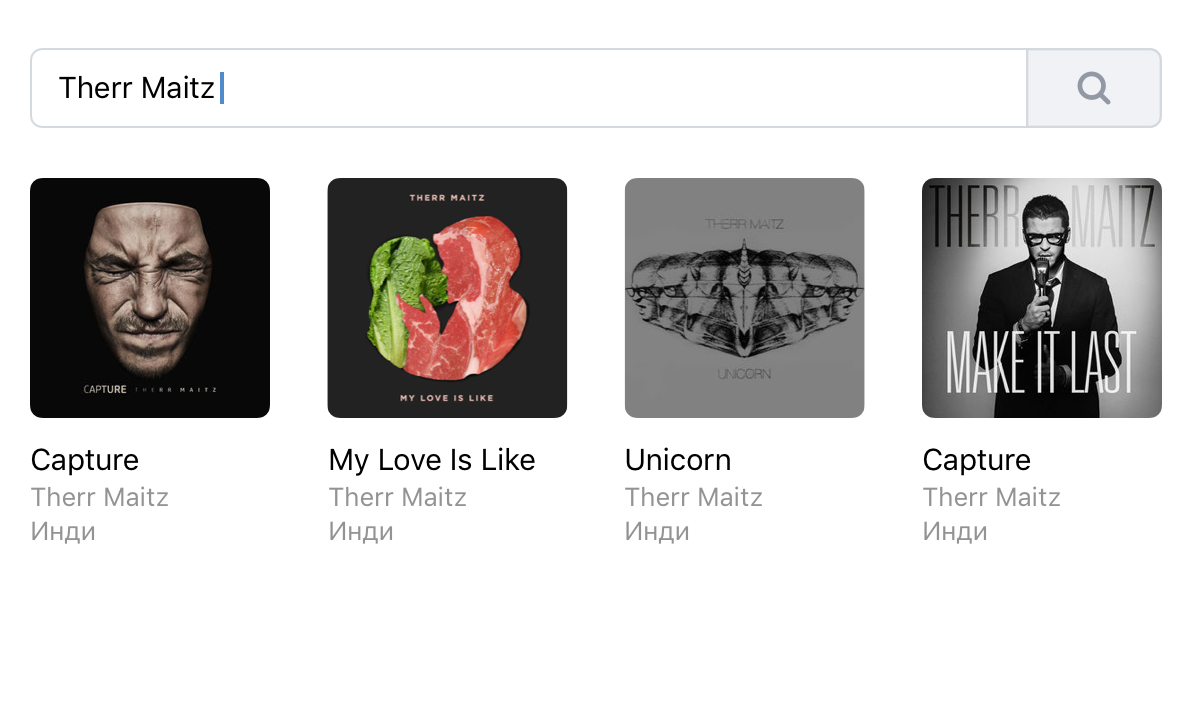 Therr Maitz
CAPTURE THERR MAITZ
THERR MAITZ
MY LOVE IS LIKE
THERR MAITZ
UNICORN
THERR MAITZ
MAKE IT LAST
Capture
Therr Maitz
Инди
My Love Is Like
Therr Maitz
Инди
Unicorn
Therr Maitz
Инди
Capture
Therr Maitz
Инди